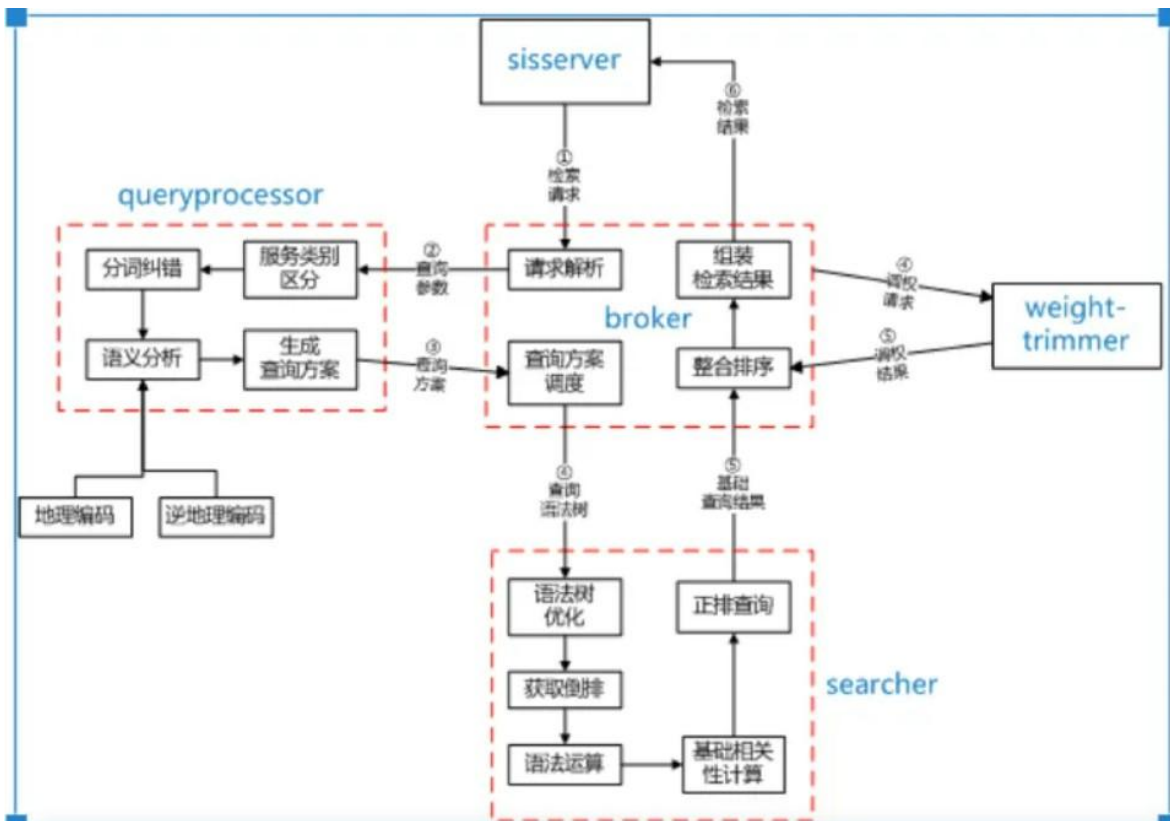 sisserver
⑥
检索
结果
①
检索
请求
queryprocessor
分词纠错
服务类别
区分
②
查询
参数
请求解析
组装
检索结果
④
调权
请求
weight-
trimmer
broker
语义分析
生成
查询方案
③
查询
方案
查询方案
调度
整合排序
⑤
调权
结果
地理编码
逆地理编码
④
查询
语法树
⑤
基础
查询结果
语法树
优化
正排查询
获取倒排
searcher
语法运算
基础相关
性计算